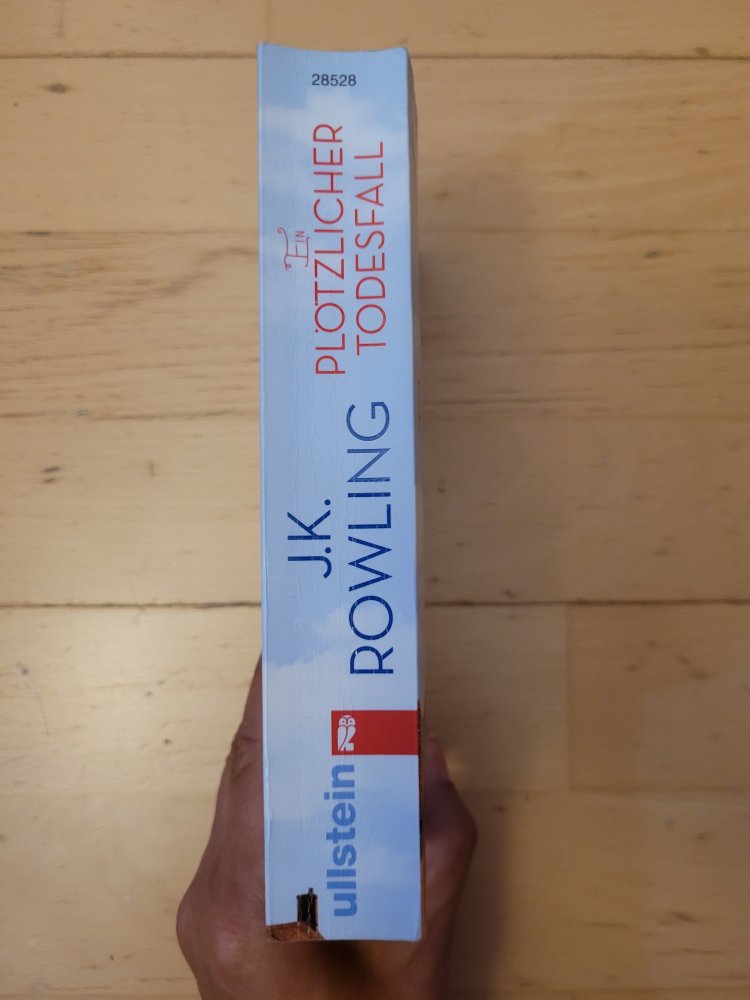 28528
EIN
PLÖTZLICHER
TODESFALL
J.K.
ROWLING
ullstein